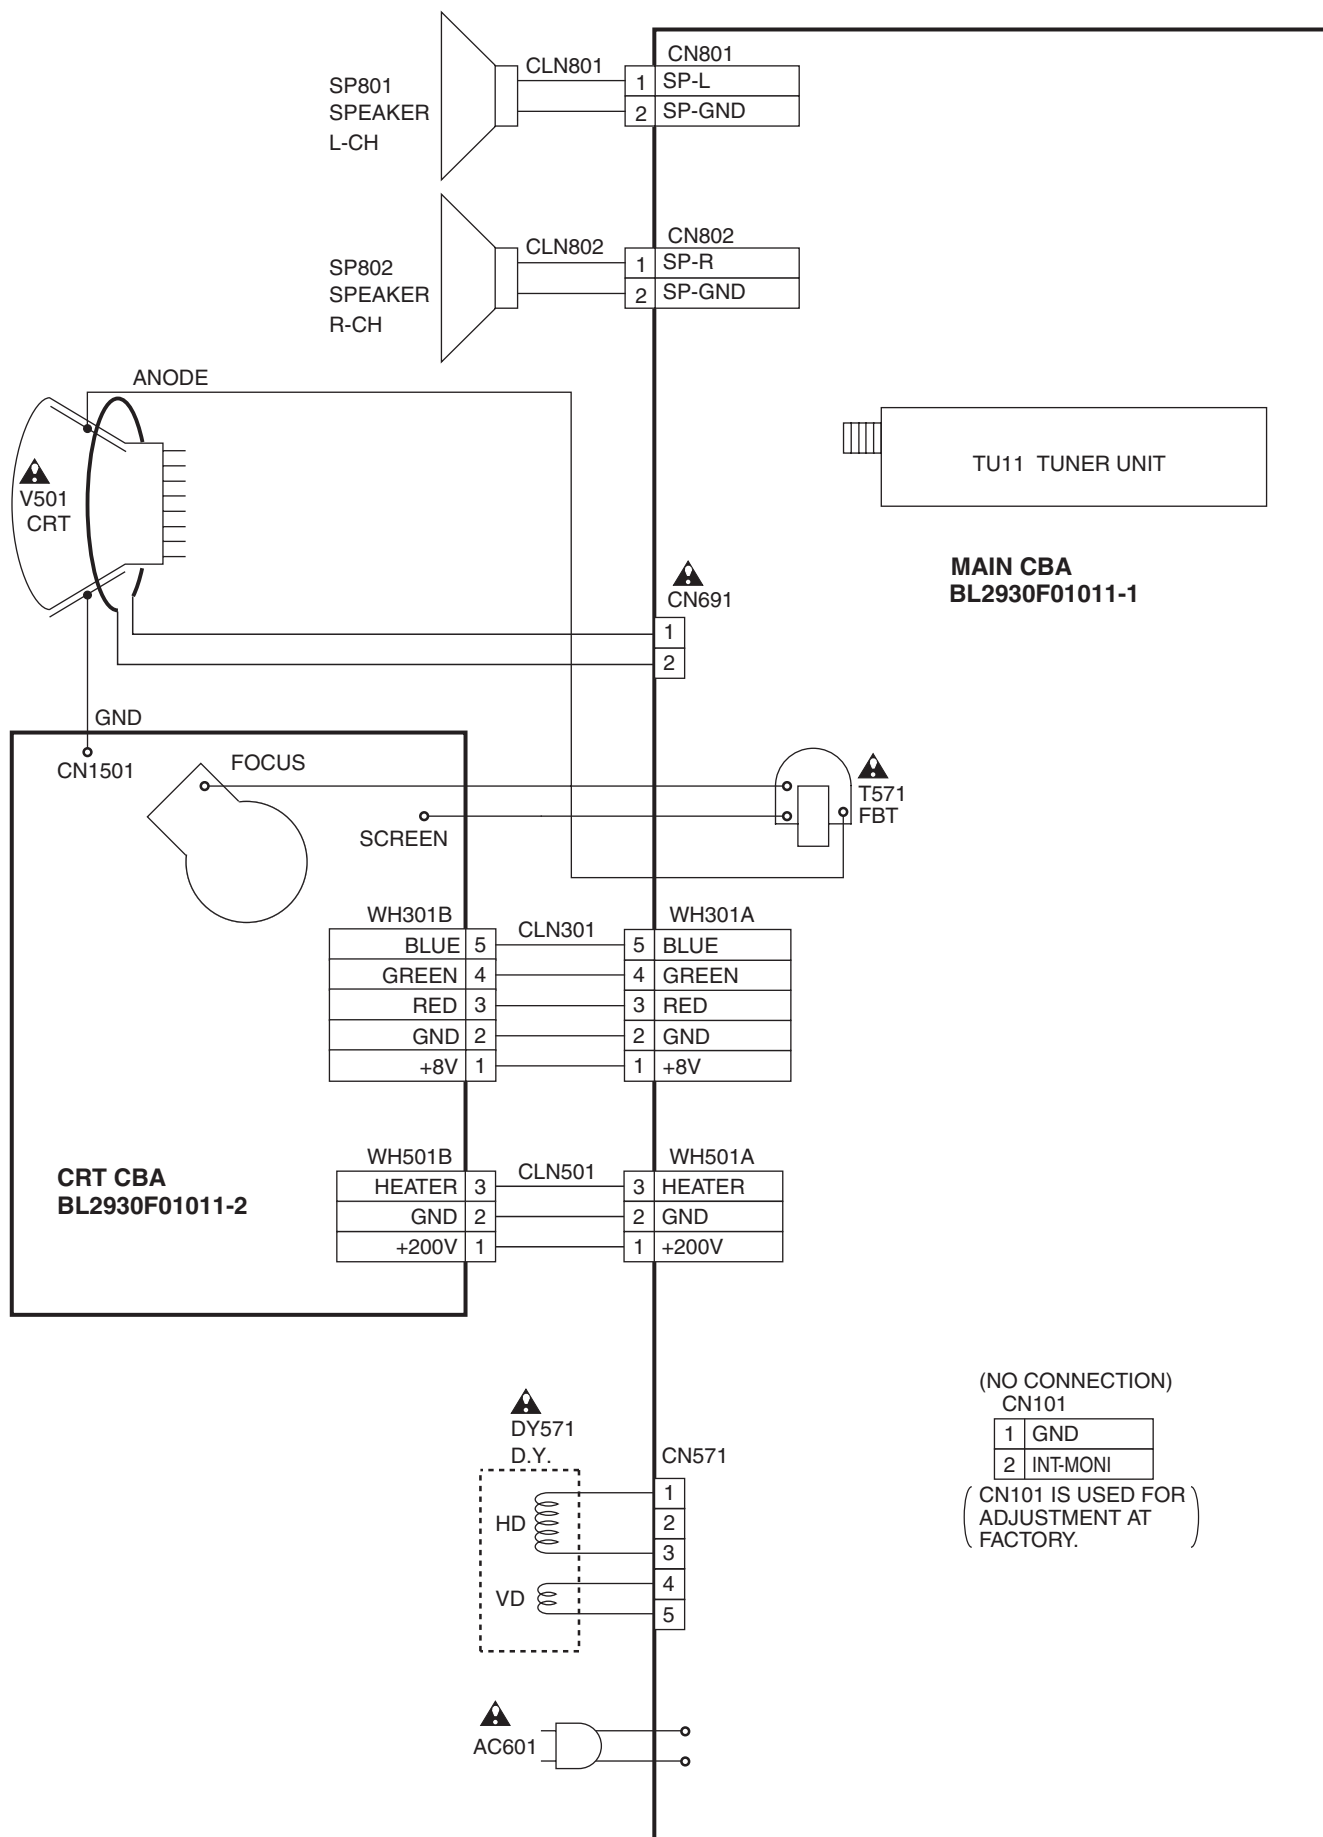 CN801
CLN801
SP801
SPEAKER
L-CH
1 SP-L
2 SP-GND
CN802
CLN802
SP802
SPEAKER
R-CH
1 SP-R
2 SP-GND
ANODE
V501
CRT
TU11 TUNER UNIT
MAIN CBA
BL2930F01011-1
CN691
1
2
GND
CN1501
FOCUS
SCREEN
T571
FBT
WH301B
CLN301
WH301A
BLUE 5 5 BLUE
GREEN 4 4 GREEN
RED 3 3 RED
GND 2 2 GND
+8V 1 1 +8V
CRT CBA
BL2930F01011-2
WH501B
CLN501
WH501A
HEATER 3 3 HEATER
GND 2 2 GND
+200V 1 1 +200V
(NO CONNECTION)
CN101
1 GND
2 INT-MONI
( CN101 IS USED FOR
ADJUSTMENT AT
FACTORY. )
DY571
D.Y.
CN571
HD
VD
1
2
3
4
5
AC601